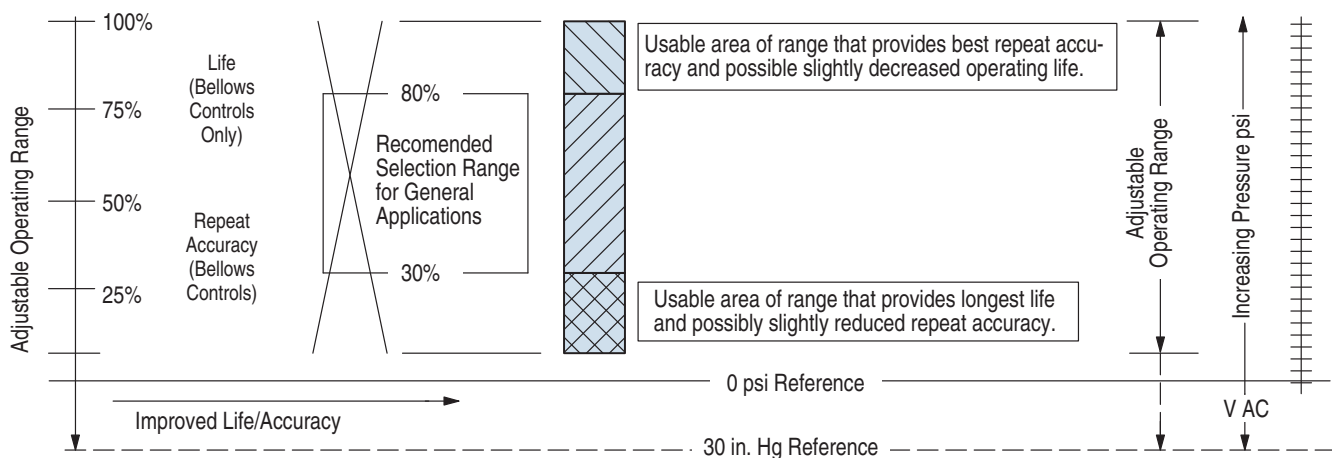 Adjustable Operating Range
100%
75%
50%
25%
Life
(Bellows
Controls
Only)
Repeat
Accuracy
(Bellows
Controls)
80%
Recomended
Selection Range
for General
Applications
30%
Usable area of range that provides best repeat accu-
racy and possible slightly decreased operating life.
Usable area of range that provides longest life
and possibly slightly reduced repeat accuracy.
Adjustable
Operating Range
Increasing Pressure psi
0 psi Reference
Improved Life/Accuracy
V AC
30 in. Hg Reference